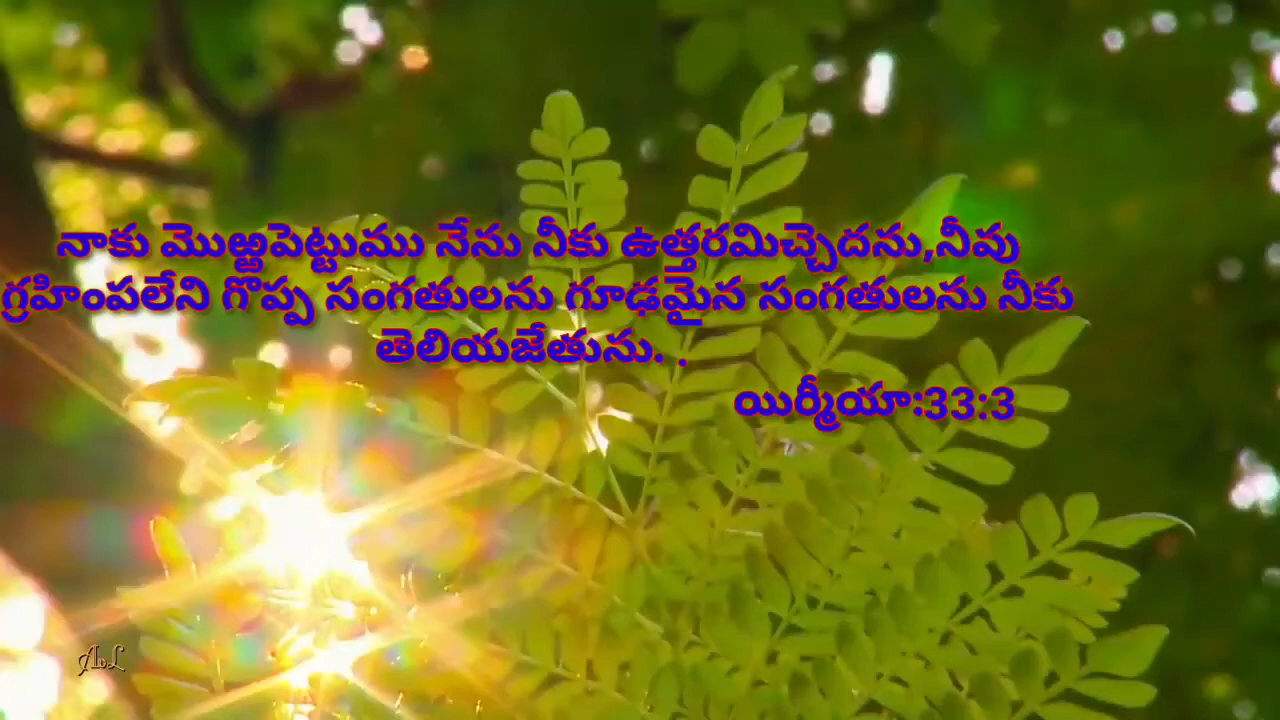 నాకు మొఱ్ఱపెట్టుము నేను నీకు ఉత్తరమిచ్చెదను,నీవు
గ్రహింపలేని గొప్ప సంగతులను గూఢమైన సంగతులను నీకు
తెలియజేతును. .
యిర్మీయా:33:3